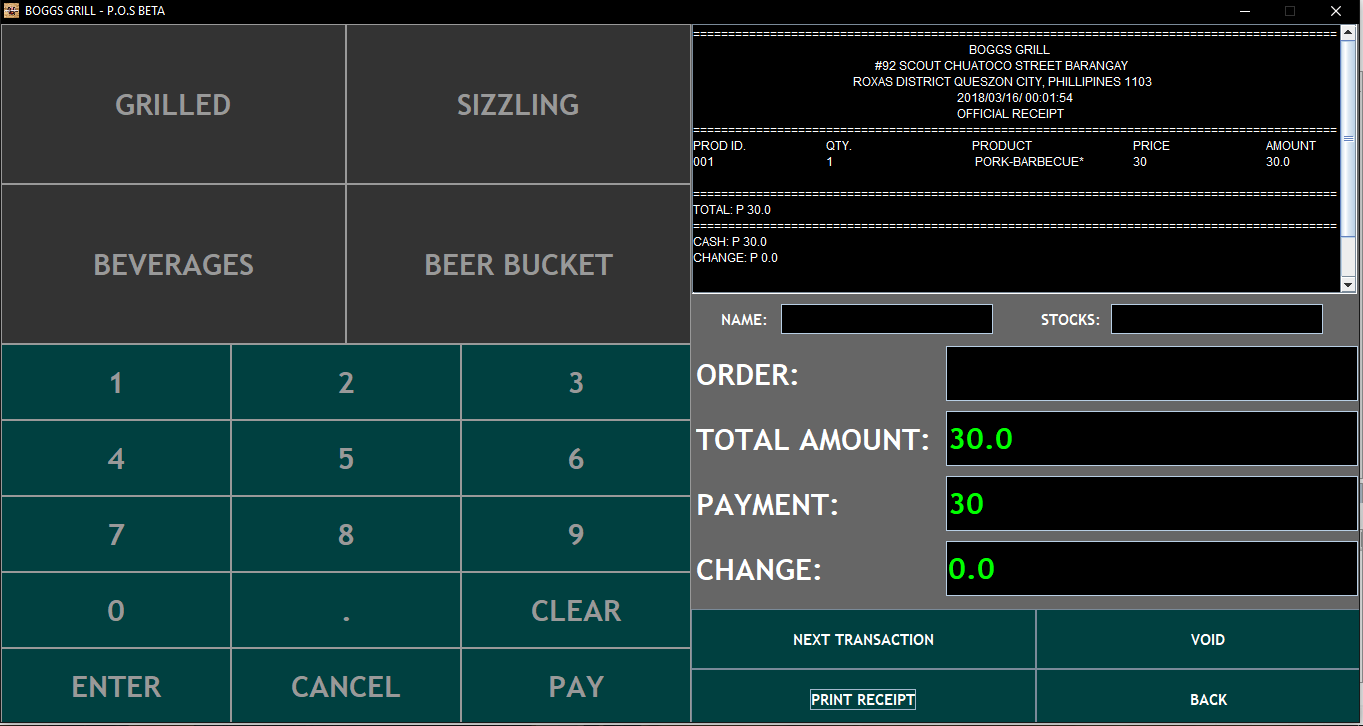 BOGGS GRILL - P.O.S BETA
GRILLED
SIZZLING
BEVERAGES
BEER BUCKET
1 2 3
4 5 6
7 8 9
0 . CLEAR
ENTER CANCEL PAY
================================================================================
BOGGS GRILL
#92 SCOUT CHUATOCO STREET BARANGAY
ROXAS DISTRICT QUESZON CITY, PHILLIPINES 1103
2018/03/16/ 00:01:54
OFFICIAL RECEIPT
================================================================================
PROD ID. QTY. PRODUCT PRICE AMOUNT
001 1 PORK-BARBECUE* 30 30.0
================================================================================
TOTAL: P 30.0
================================================================================
CASH: P 30.0
CHANGE: P 0.0
NAME: STOCKS:
ORDER:
TOTAL AMOUNT: 30.0
PAYMENT: 30
CHANGE: 0.0
NEXT TRANSACTION VOID
PRINT RECEIPT BACK